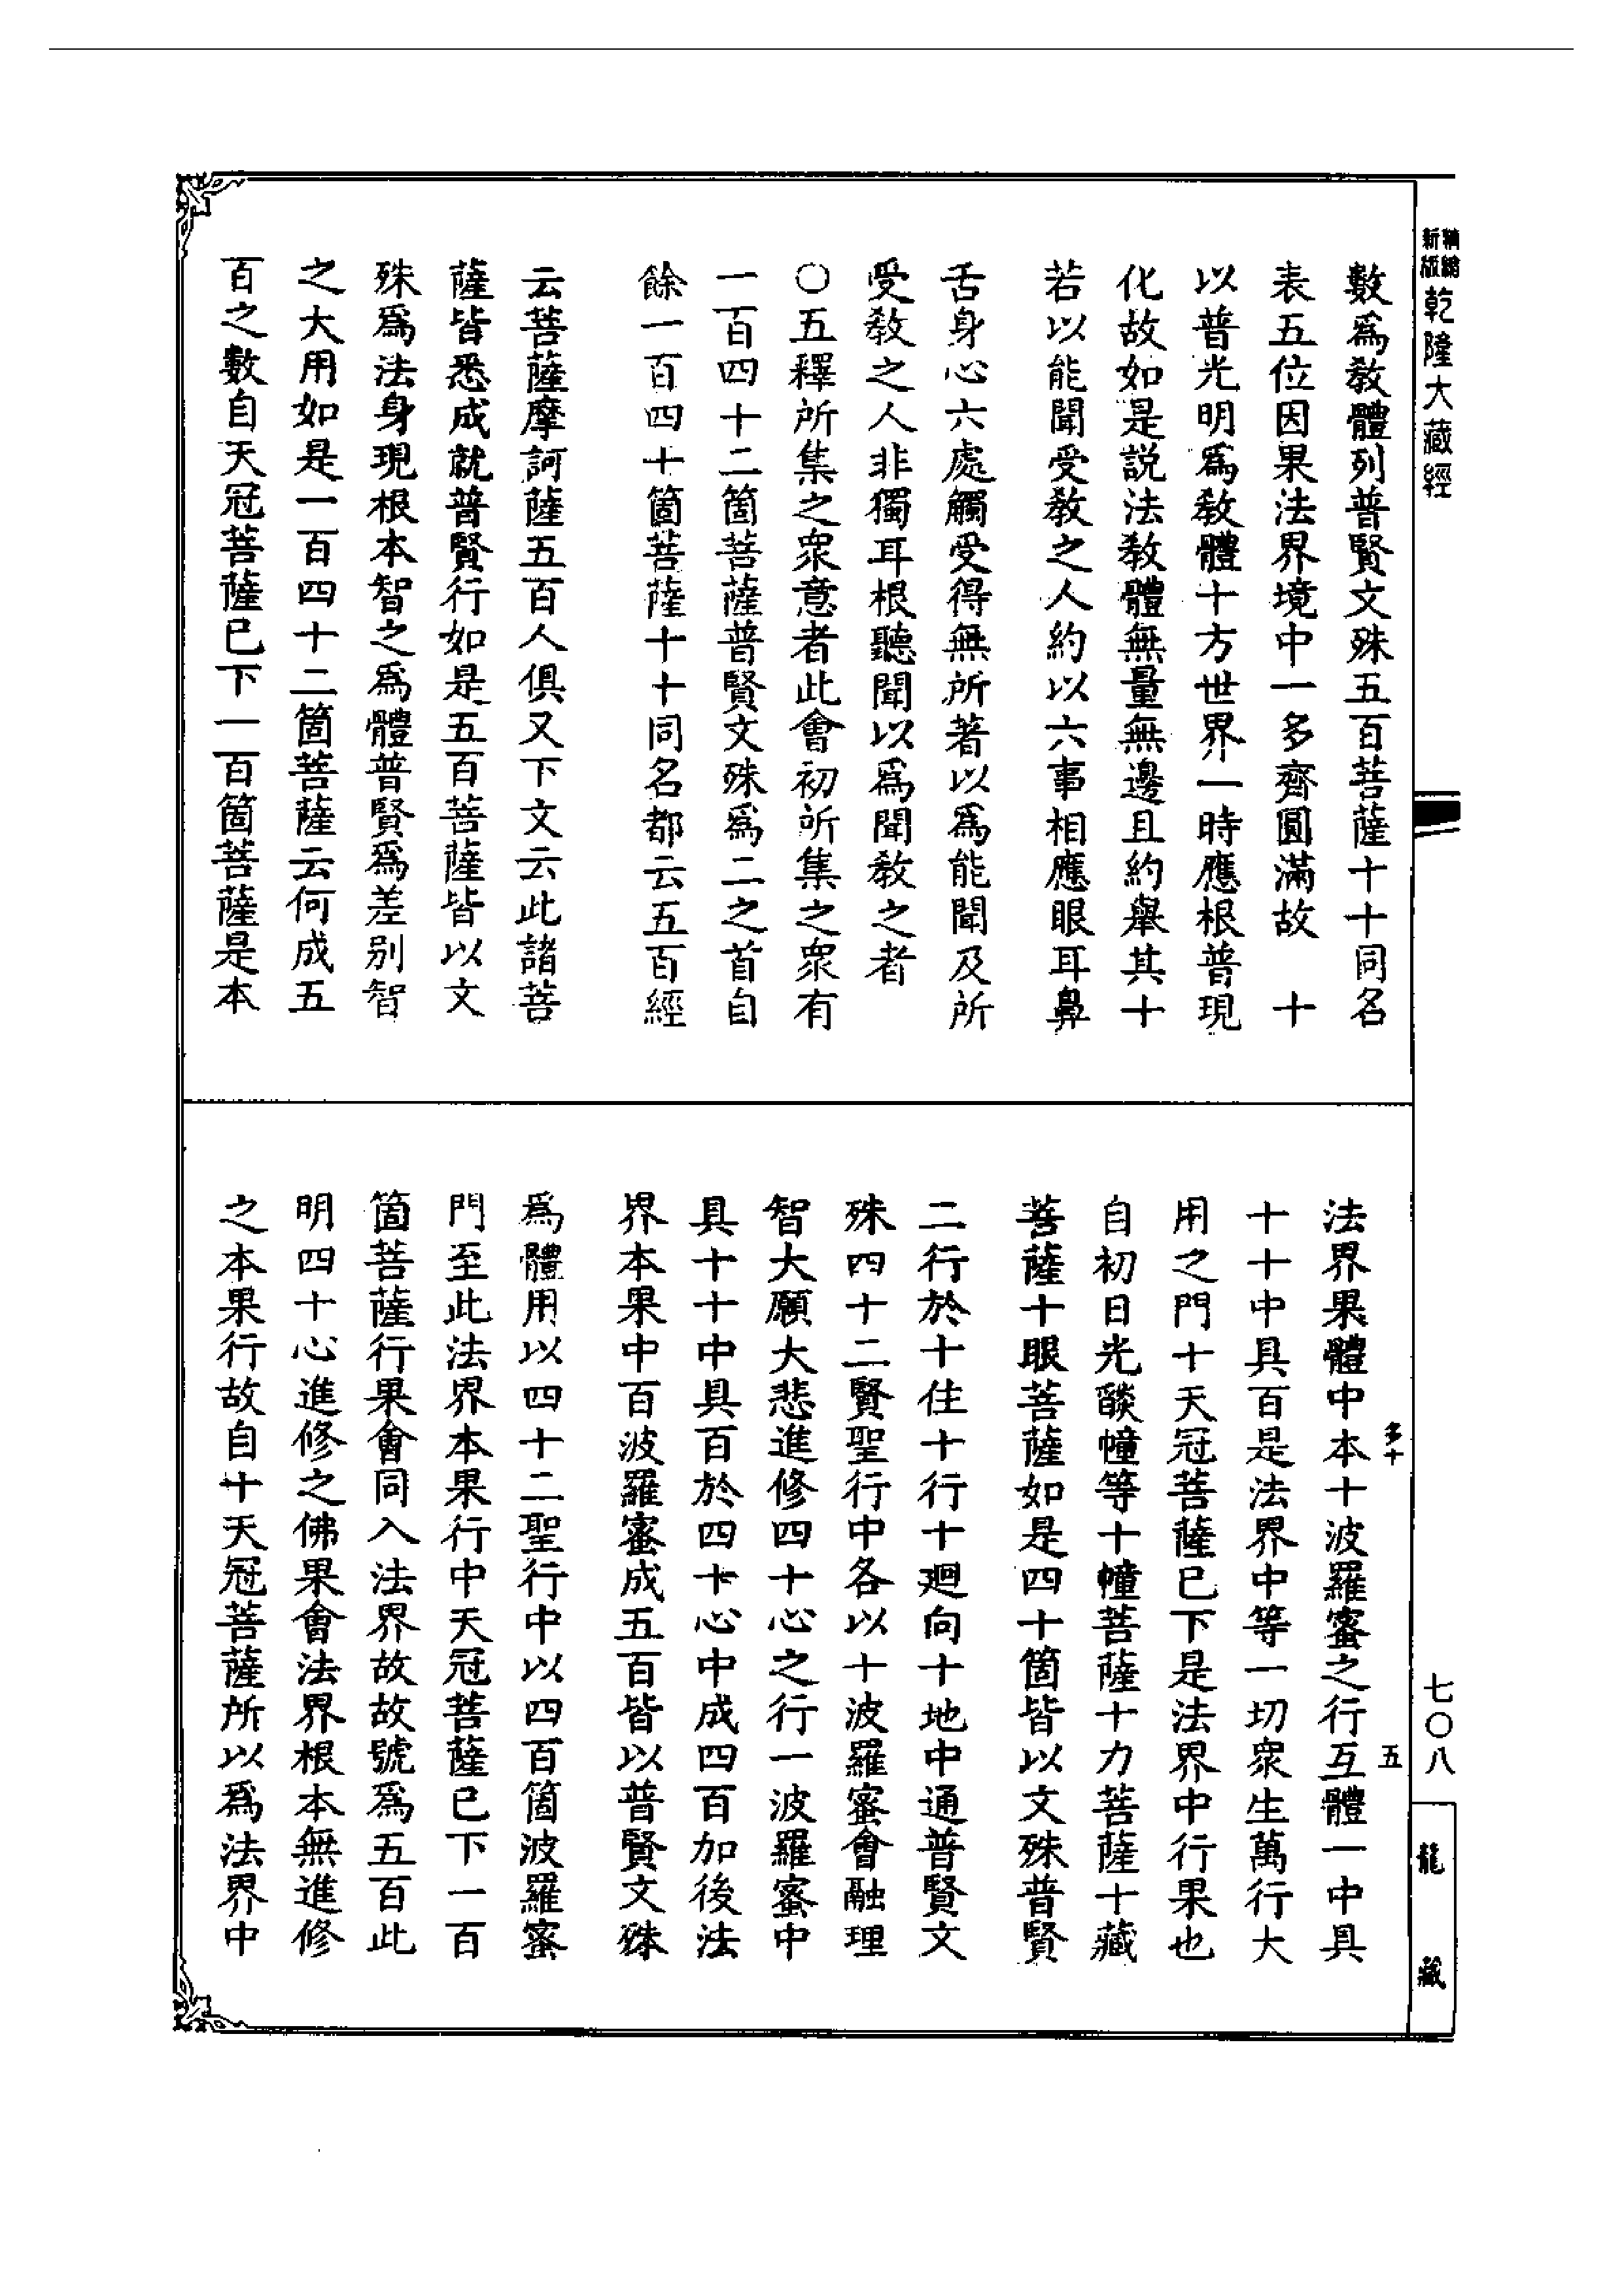 新版精縮乾隆大藏經
數爲教體列普賢文殊五百菩薩十十同名
表五位因果法界境中一多齊圓滿故　十
以普光明爲教體十方世界一時應根普現
化故如是説法教體無量無邊且約舉其十
若以能聞受教之人約以六事相應眼耳鼻
舌身心六處觸受得無所著以爲能聞及所
受教之人非獨耳根聽聞以爲聞教之者
〇五釋所集之衆意者此會初所集之衆有
一百四十二箇菩薩普賢文殊爲二之首自
餘一百四十箇菩薩十十同名都云五百經
云菩薩摩訶薩五百人俱又下文云此諸菩
薩皆悉成就普賢行如是五百菩薩皆以文
殊爲法身現根本智之爲體普賢爲差别智
之大用如是一百四十二箇菩薩云何成五
百之數自天冠菩薩已下一百箇菩薩是本
多十
五
法界果體中本十波羅蜜之行互體一中具
十十中具百是法界中等一切衆生萬行大
用之門十天冠菩薩已下是法界中行果也
自初日光燄幢等十幢菩薩十力菩薩十藏
菩薩十眼菩薩如是四十箇皆以文殊普賢
二行於十住十行十迴向十地中通普賢文
殊四十二賢聖行中各以十波羅蜜會融理
智大願大悲進修四十心之行一波羅蜜中
具十十中具百於四十心中成四百加後法
界本果中百波羅蜜成五百皆以普賢文殊
爲體用以四十二聖行中以四百箇波羅蜜
門至此法界本果行中天冠菩薩已下一百
箇菩薩行果會同入法界故故號爲五百此
明四十心進修之佛果會法界根本無進修
之本果行故自十天冠菩薩所以爲法界中
七〇八
龍藏